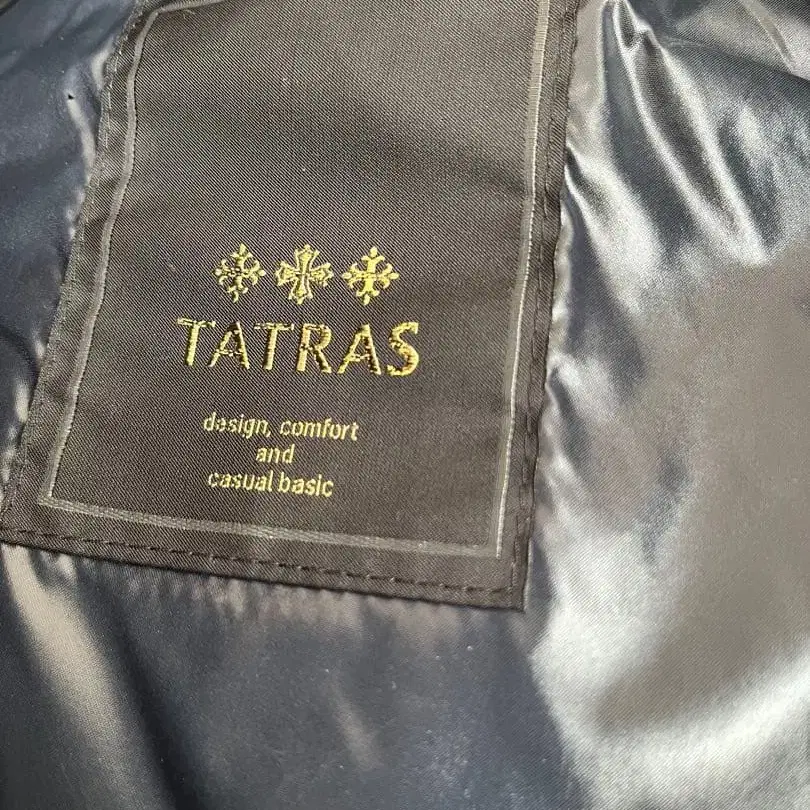 TATRAS
design, comfort
and
casual basic